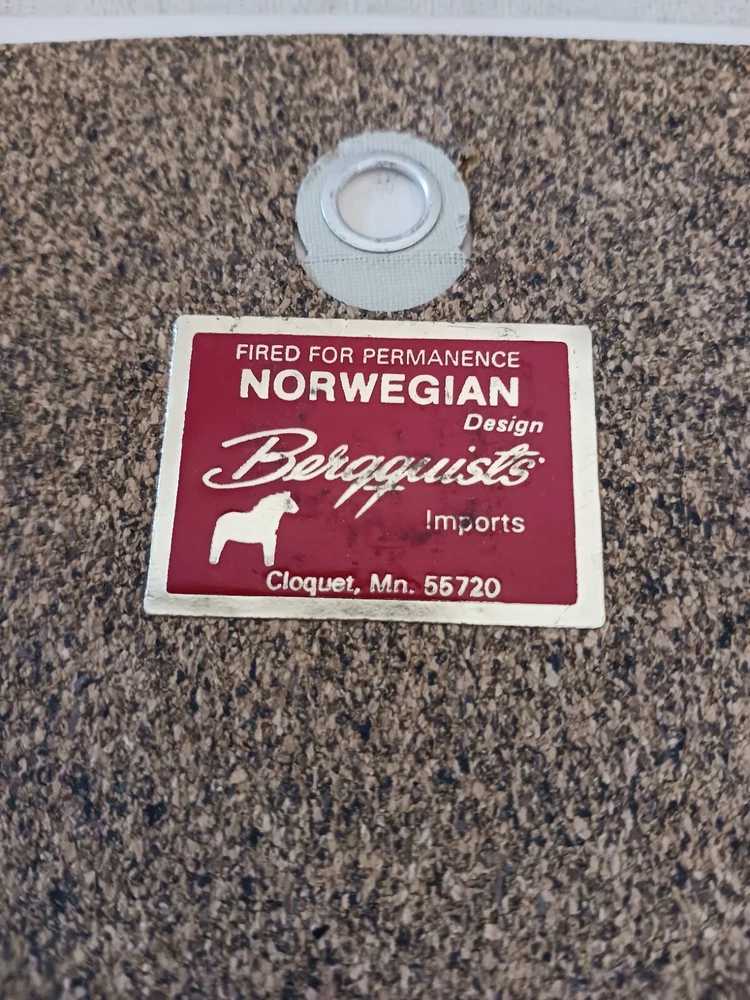 FIRED FOR PERMANENCE
NORWEGIAN
Design
Bergquists
Imports
Cloquet, Mn. 55720